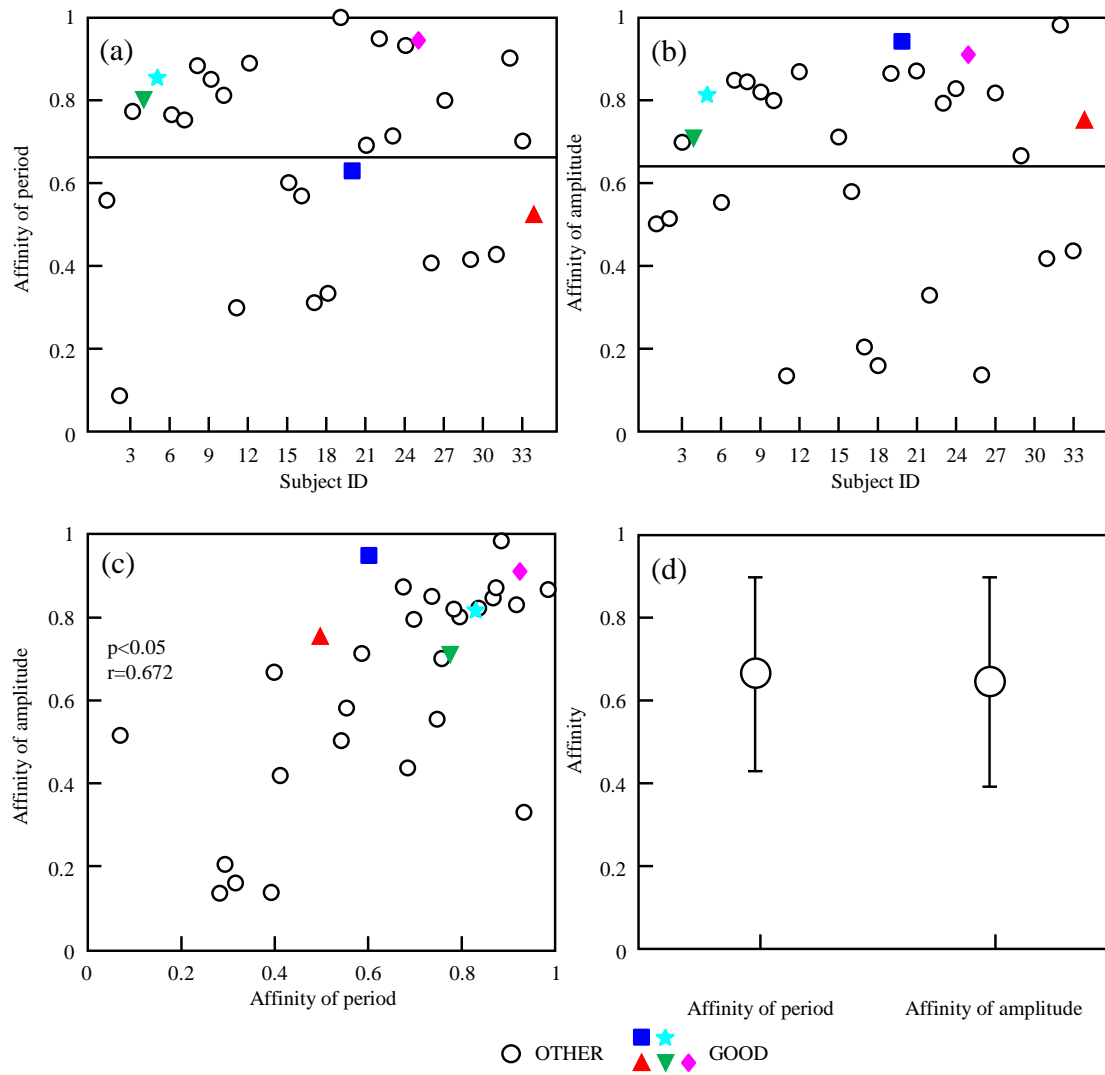 (a)
1
0.8
0.6
0.4
0.2
0
Affinity of period
3 6 9 12 15 18 21 24 27 30 33
Subject ID
(b)
1
0.8
0.6
0.4
0.2
0
Affinity of amplitude
3 6 9 12 15 18 21 24 27 30 33
Subject ID
(c)
p<0.05
r=0.672
1
0.8
0.6
0.4
0.2
0
Affinity of amplitude
0 0.2 0.4 0.6 0.8 1
Affinity of period
(d)
1
0.8
0.6
0.4
0.2
0
Affinity
Affinity of period Affinity of amplitude
OTHER GOOD